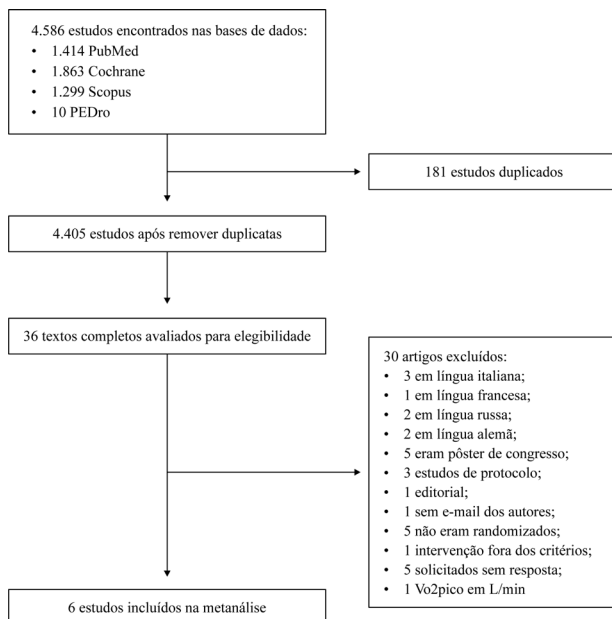 4.586 estudos encontrados nas bases de dados:
• 1.414 PubMed
• 1.863 Cochrane
• 1.299 Scopus
• 10 PEDro
181 estudos duplicados
4.405 estudos após remover duplicatas
36 textos completos avaliados para elegibilidade
30 artigos excluídos:
• 3 em língua italiana;
• 1 em língua francesa;
• 2 em língua russa;
• 2 em língua alemã;
• 5 eram pôster de congresso;
• 3 estudos de protocolo;
• 1 editorial;
• 1 sem e-mail dos autores;
• 5 não eram randomizados;
• 1 intervenção fora dos critérios;
• 5 solicitados sem resposta;
• 1 Vo2pico em L/min
6 estudos incluídos na metanálise